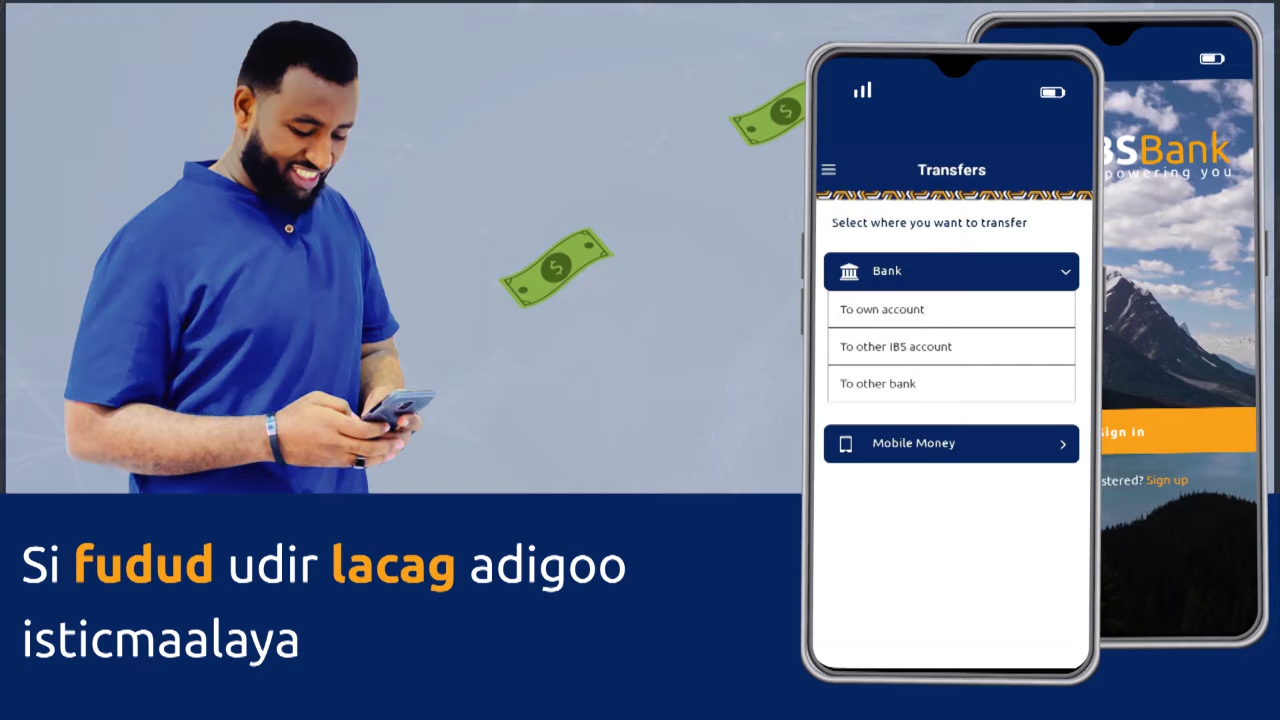 Transfers
Select where you want to transfer
Bank
To own account
To other IBS account
To other bank
Mobile Money
BSBank
powering you
Sign In
stered? Sign up
Si fudud udir lacag adigoo
isticmaalaya